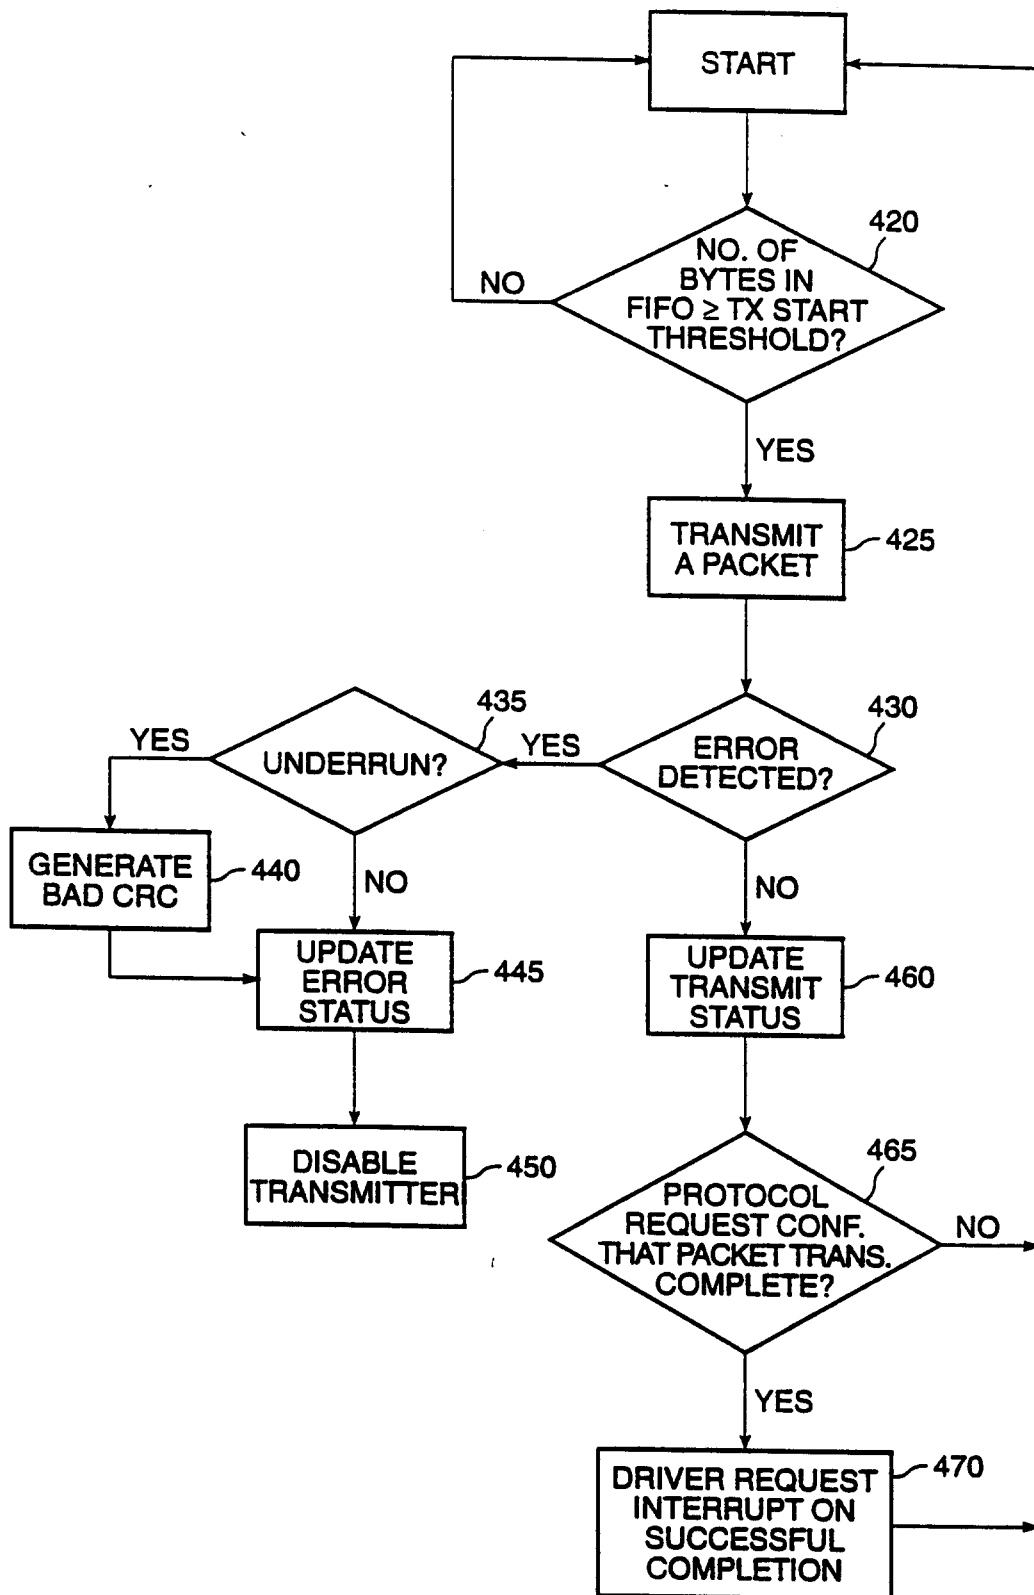 START
420
NO. OF
BYTES IN
FIFO ≥ TX START
THRESHOLD?
NO
YES
TRANSMIT
A PACKET
425
430
ERROR
DETECTED?
YES
435
UNDERRUN?
YES
GENERATE
BAD CRC
440
NO
NO
UPDATE
ERROR
STATUS
445
UPDATE
TRANSMIT
STATUS
460
DISABLE
TRANSMITTER
450
465
PROTOCOL
REQUEST CONF.
THAT PACKET TRANS.
COMPLETE?
NO
YES
DRIVER REQUEST
INTERRUPT ON
SUCCESSFUL
COMPLETION
470